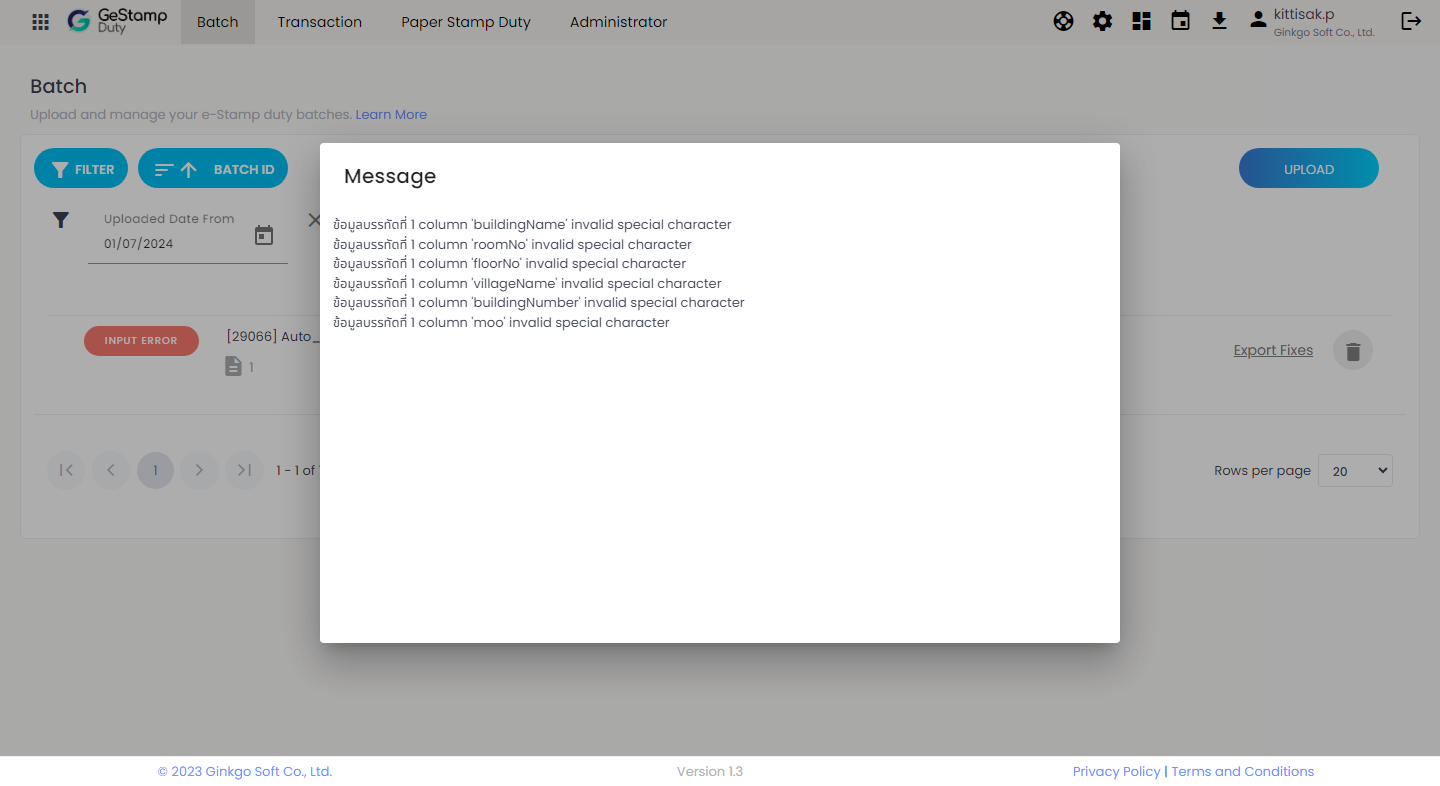 GeStamp
Duty
Batch
Transaction
Paper Stamp Duty
Administrator
kittisak.p
Ginkgo Soft Co., Ltd.
Batch
Upload and manage your e-Stamp duty batches. Learn More
FILTER
BATCH ID
UPLOAD
Uploaded Date From
01/07/2024
Message
ข้อมูลบรรทัดที่ 1 column 'buildingName' invalid special character
ข้อมูลบรรทัดที่ 1 column 'roomNo' invalid special character
ข้อมูลบรรทัดที่ 1 column 'floorNo' invalid special character
ข้อมูลบรรทัดที่ 1 column 'villageName' invalid special character
ข้อมูลบรรทัดที่ 1 column 'buildingNumber' invalid special character
ข้อมูลบรรทัดที่ 1 column 'moo' invalid special character
INPUT ERROR
[29066] Auto_
1
Export Fixes
1
1 - 1 of
Rows per page
20
© 2023 Ginkgo Soft Co., Ltd.
Version 1.3
Privacy Policy | Terms and Conditions